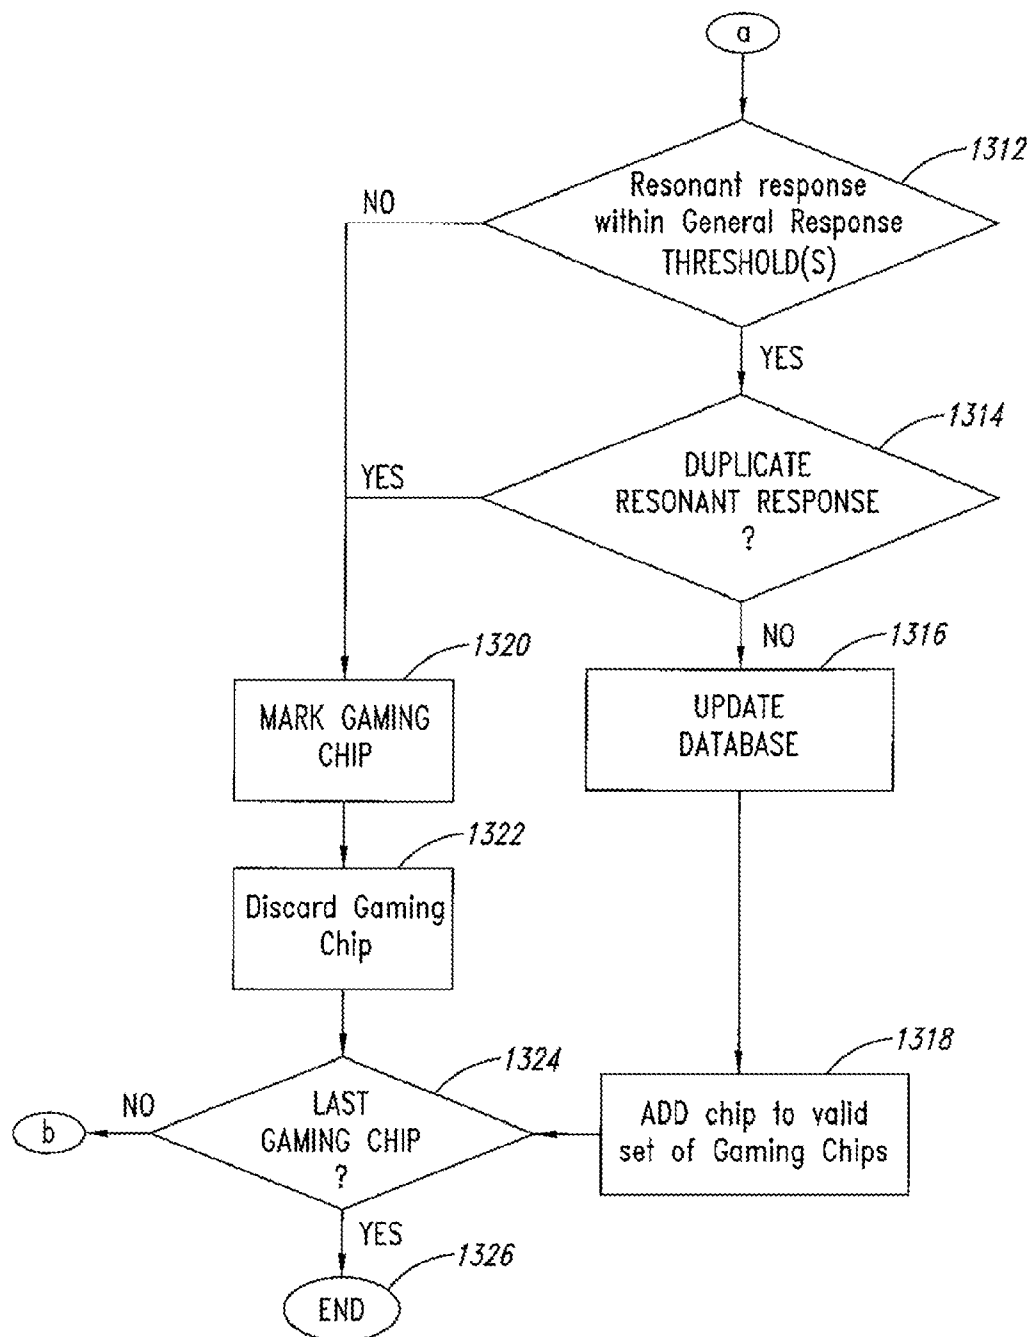 a
1312
Resonant response
within General Response
THRESHOLD(S)
NO
YES
1314
DUPLICATE
RESONANT RESPONSE
?
YES
NO
1316
1320
UPDATE
DATABASE
MARK GAMING
CHIP
1322
Discard Gaming
Chip
1318
1324
ADD chip to valid
set of Gaming Chips
LAST
GAMING CHIP
?
NO
b
YES
1326
END